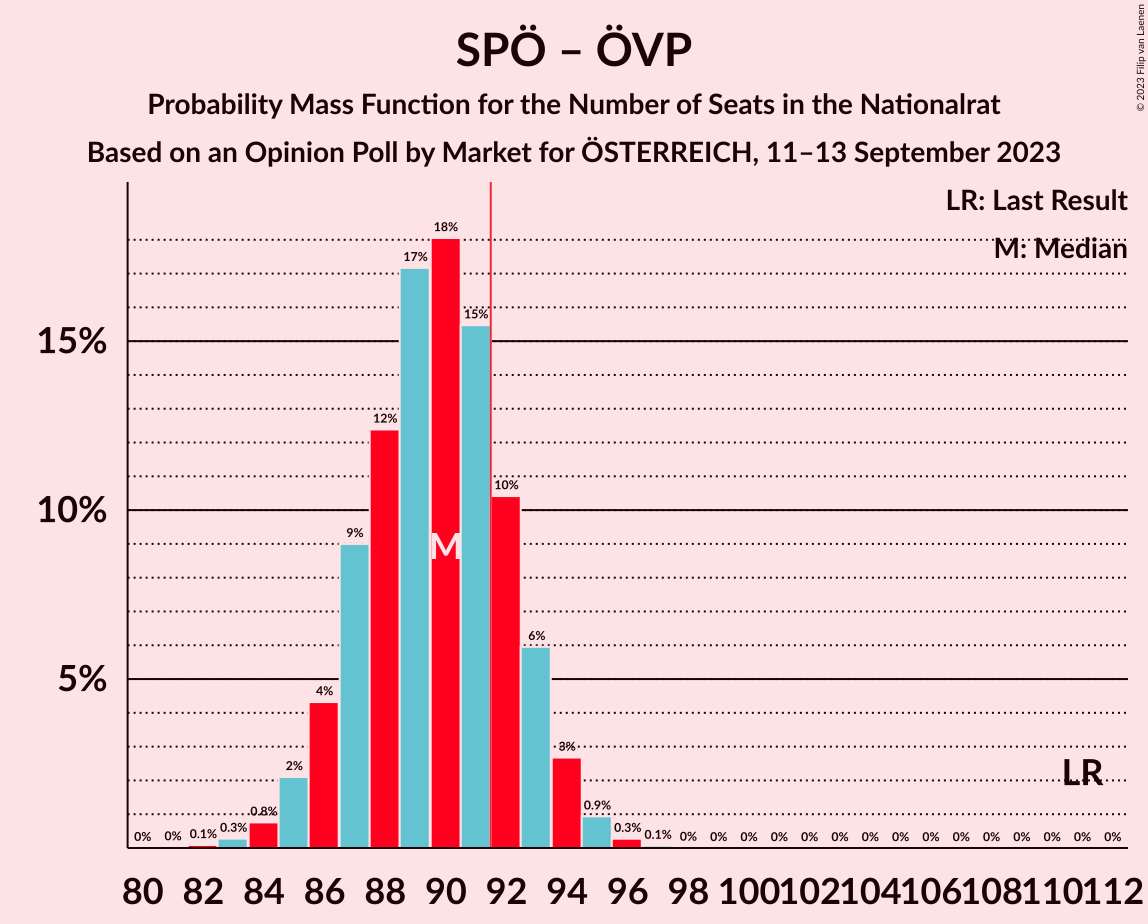 SPÖ – ÖVP
Probability Mass Function for the Number of Seats in the Nationalrat
Based on an Opinion Poll by Market for ÖSTERREICH, 11–13 September 2023
© 2023 Filip van Laenen
LR: Last Result
M: Median
15%
10%
5%
0% 0% 0.1% 0.3% 0.8% 2% 4% 9% 12% 17% 18% 15% 10% 6% 3% 0.9% 0.3% 0.1% 0% 0% 0% 0% 0% 0% 0% 0% 0% 0% 0% 0% 0% 0% 0%
M
LR
80 82 84 86 88 90 92 94 96 98 100 102 104 106 108 110 112